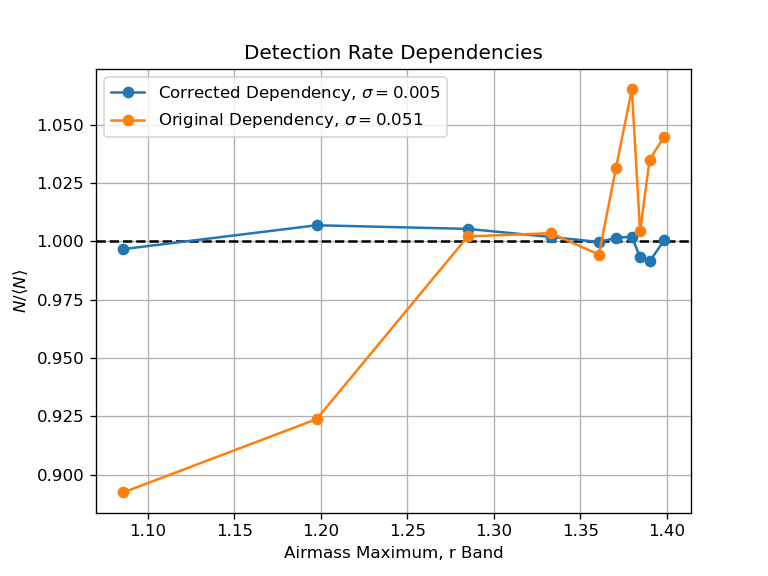 Detection Rate Dependencies
Corrected Dependency, σ = 0.005
Original Dependency, σ = 0.051
1.050
1.025
1.000
0.975
0.950
0.925
0.900
N/⟨N⟩
1.10 1.15 1.20 1.25 1.30 1.35 1.40
Airmass Maximum, r Band